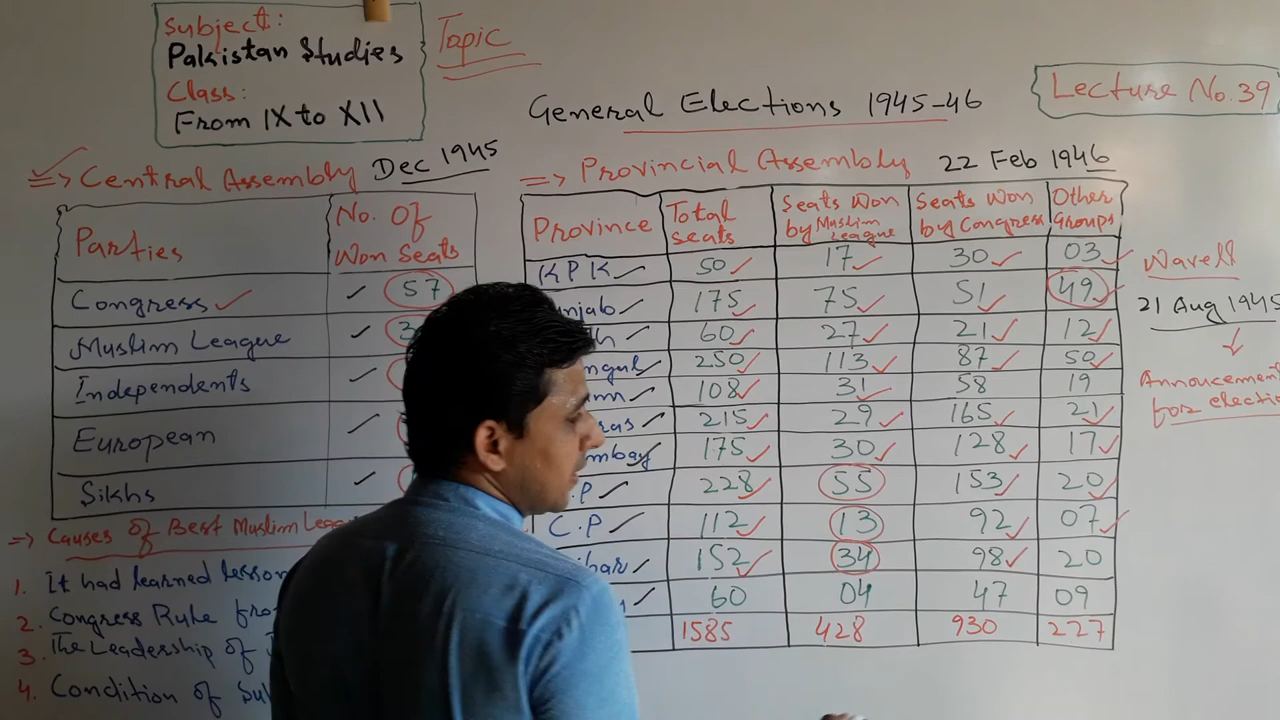 Subject:
Pakistan Studies
Class:
From IX to XII
Topic
General Elections 1945-46
Lecture No.39
=> Central Assembly Dec 1945
Parties No. Of Won Seats
Congress 57
Muslim League
Independents
European
Sikhs
=> Causes of Best Muslim
1. It had learned lesson
2. Congress Rule
3. The Leadership of
4. Condition of
=> Provincial Assembly 22 Feb 1946
Province Total seats Seats Won by Muslim League Seats Won by Congress Other Groups
KPK 50 17 30 03
175 75 51 49
60 27 21 12
250 113 87 50
108 31 58 19
215 29 165 21
175 30 128 17
228 55 153 20
C.P 112 13 92 07
152 34 98 20
60 04 47 09
1585 428 930 227
Wavell
21 Aug 1945
Annoucement
for